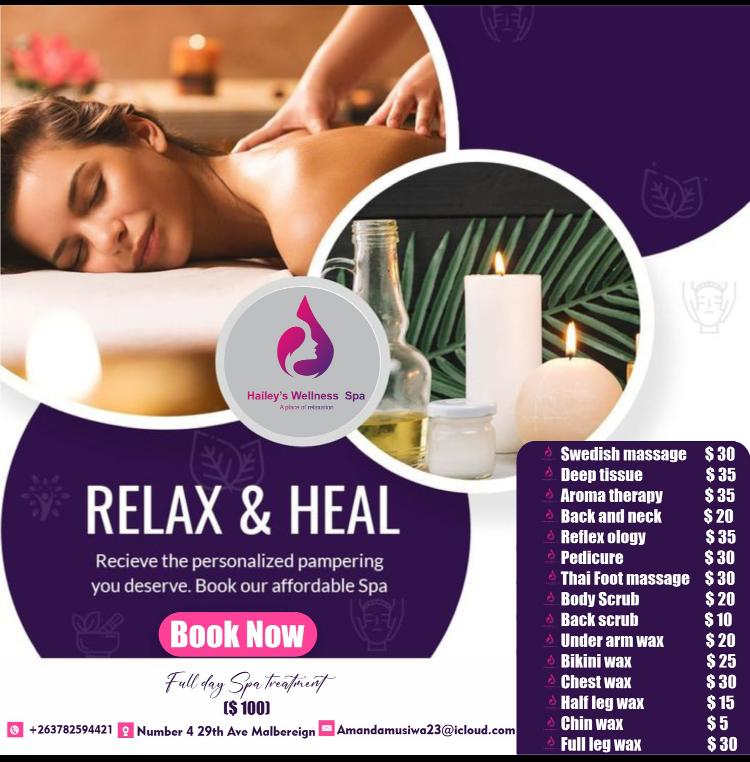 Hailey's Wellness Spa
A place of relaxation
RELAX & HEAL
Recieve the personalized pampering
you deserve. Book our affordable Spa
Book Now
Full day Spa treatment
($ 100)
+263782594421
Number 4 29th Ave Malbereign
Amandamusiwa23@icloud.com
Swedish massage $ 30
Deep tissue $ 35
Aroma therapy $ 35
Back and neck $ 20
Reflex ology $ 35
Pedicure $ 30
Thai Foot massage $ 30
Body Scrub $ 20
Back scrub $ 10
Under arm wax $ 20
Bikini wax $ 25
Chest wax $ 30
Half leg wax $ 15
Chin wax $ 5
Full leg wax $ 30